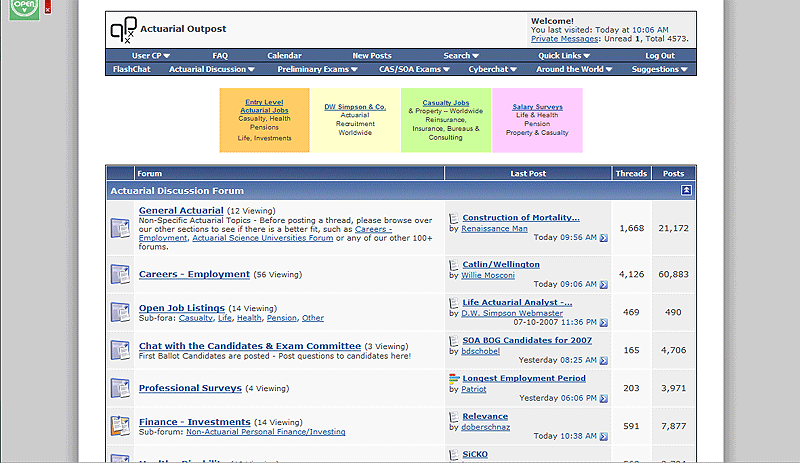 OPEN
Actuarial Outpost
Welcome!
You last visited: Today at 10:06 AM
Private Messages: Unread 1, Total 4573.
User CP FAQ Calendar New Posts Search Quick Links Log Out
FlashChat Actuarial Discussion Preliminary Exams CAS/SOA Exams Cyberchat Around the World Suggestions
Entry Level
Actuarial Jobs
Casualty, Health
Pensions
Life, Investments
DW Simpson & Co.
Actuarial
Recruitment
Worldwide
Casualty Jobs
& Property -- Worldwide
Reinsurance,
Insurance, Bureaus &
Consulting
Salary Surveys
Life & Health
Pension
Property & Casualty
Forum Last Post Threads Posts
Actuarial Discussion Forum
General Actuarial (12 Viewing)
Non-Specific Actuarial Topics - Before posting a thread, please browse over
our other sections to see if there is a better fit, such as Careers -
Employment, Actuarial Science Universities Forum or any of our other 100+
forums.
Construction of Mortality...
by Renaissance Man
Today 09:56 AM
1,668 21,172
Careers - Employment (56 Viewing)
Catlin/Wellington
by Willie Mosconi
Today 09:06 AM
4,126 60,883
Open Job Listings (14 Viewing)
Sub-fora: Casualty, Life, Health, Pension, Other
Life Actuarial Analyst -...
by D.W. Simpson Webmaster
07-10-2007 11:36 PM
469 490
Chat with the Candidates & Exam Committee (3 Viewing)
First Ballot Candidates are posted - Post questions to candidates here!
SOA BOG Candidates for 2007
by bdschobel
Yesterday 08:25 AM
165 4,706
Professional Surveys (4 Viewing)
Longest Employment Period
by Patriot
Yesterday 06:06 PM
203 3,971
Finance - Investments (14 Viewing)
Sub-forum: Non-Actuarial Personal Finance/Investing
Relevance
by doberschnaz
Today 10:38 AM
591 7,877
SiCKO